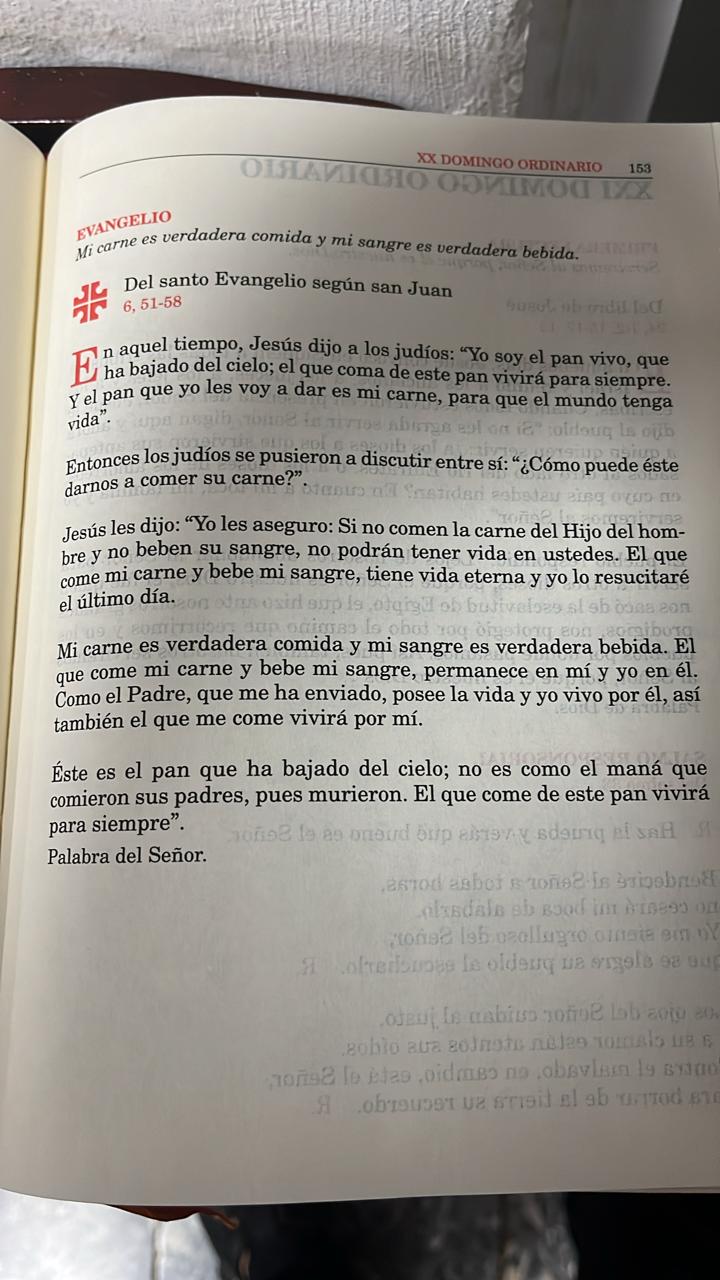 XX DOMINGO ORDINARIO 153
XXI DOMINGO ORDINARIO
EVANGELIO
Mi carne es verdadera comida y mi sangre es verdadera bebida.
Del santo Evangelio según san Juan
6, 51-58
En aquel tiempo, Jesús dijo a los judíos: “Yo soy el pan vivo, que
ha bajado del cielo; el que coma de este pan vivirá para siempre.
Y el pan que yo les voy a dar es mi carne, para que el mundo tenga
vida”.
Entonces los judíos se pusieron a discutir entre sí: “¿Cómo puede éste
darnos a comer su carne?”.
Jesús les dijo: “Yo les aseguro: Si no comen la carne del Hijo del hom-
bre y no beben su sangre, no podrán tener vida en ustedes. El que
come mi carne y bebe mi sangre, tiene vida eterna y yo lo resucitaré
el último día.
Mi carne es verdadera comida y mi sangre es verdadera bebida. El
que come mi carne y bebe mi sangre, permanece en mí y yo en él.
Como el Padre, que me ha enviado, posee la vida y yo vivo por él, así
también el que me come vivirá por mí.
Éste es el pan que ha bajado del cielo; no es como el maná que
comieron sus padres, pues murieron. El que come de este pan vivirá
para siempre”.
Palabra del Señor.